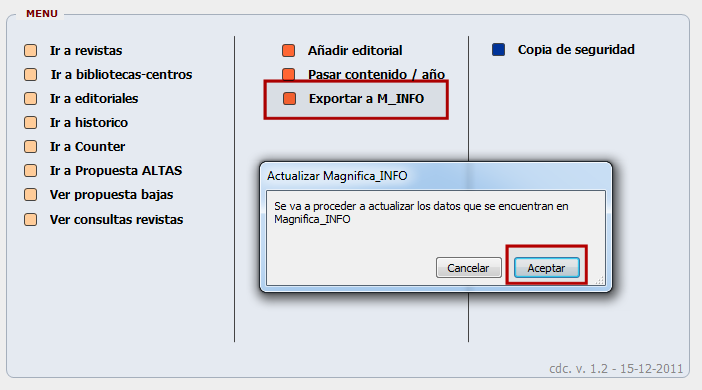 MENU
Ir a revistas
Ir a bibliotecas-centros
Ir a editoriales
Ir a historico
Ir a Counter
Ir a Propuesta ALTAS
Ver propuesta bajas
Ver consultas revistas
Añadir editorial
Pasar contenido / año
Exportar a M_INFO
Copia de seguridad
Actualizar Magnifica_INFO
Se va a proceder a actualizar los datos que se encuentran en
Magnifica_INFO
Cancelar
Aceptar
cdc. v. 1.2 - 15-12-2011